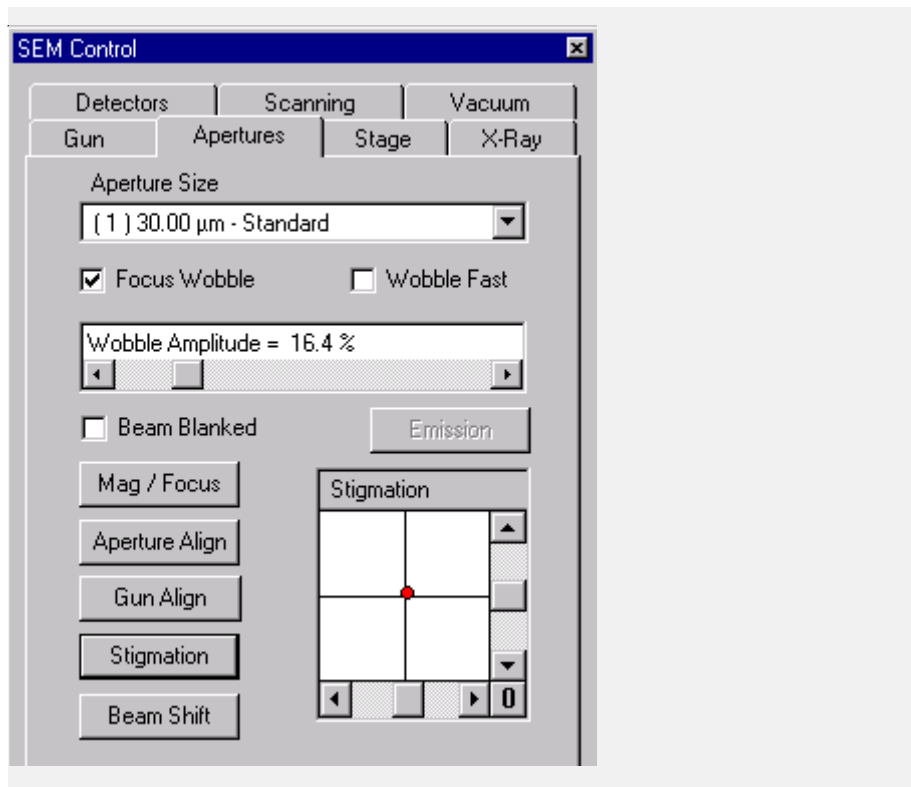 SEM Control
Detectors Scanning Vacuum
Gun Apertures Stage X-Ray
Aperture Size
( 1 ) 30.00 µm - Standard
Focus Wobble Wobble Fast
Wobble Amplitude = 16.4 %
Beam Blanked Emission
Mag / Focus
Stigmation
Aperture Align
Gun Align
Stigmation
0
Beam Shift